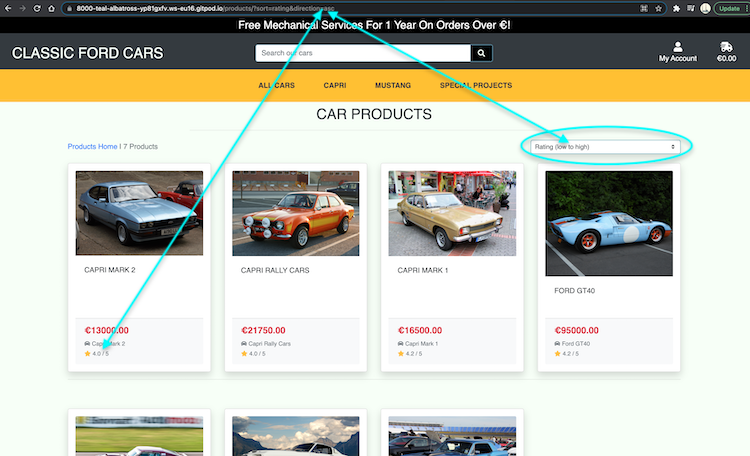 8000-teal-albatross-yp81gxfv.ws-eu16.gitpod.io/products/?sort=rating&direction=asc
Update
Free Mechanical Services For 1 Year On Orders Over €!
CLASSIC FORD CARS
Search our cars
My Account
€0.00
ALL CARS
CAPRI
MUSTANG
SPECIAL PROJECTS
CAR PRODUCTS
Products Home | 7 Products
Rating (low to high)
CAPRI MARK 2
CAPRI RALLY CARS
CAPRI MARK 1
FORD GT40
€13000.00
Capri Mark 2
4.0 / 5
€21750.00
Capri Rally Cars
4.2 / 5
€16500.00
Capri Mark 1
4.2 / 5
€95000.00
Ford GT40
4.2 / 5